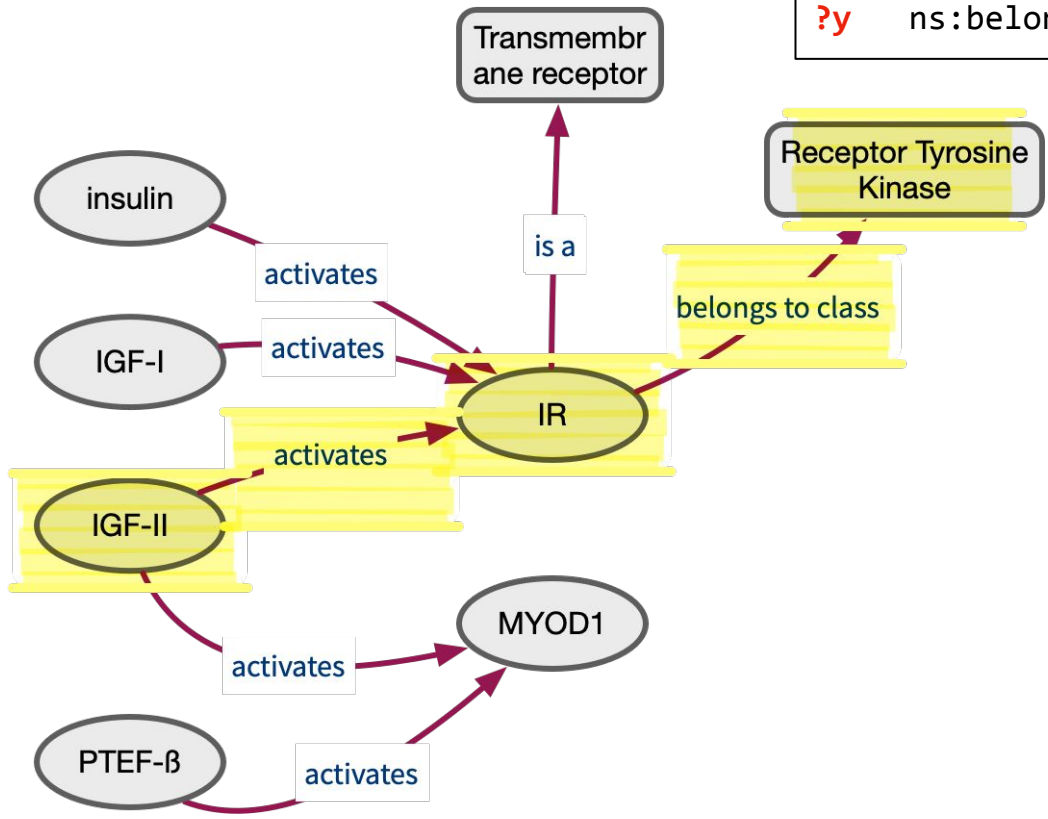 ?y ns:belon
Transmembr
ane receptor
Receptor Tyrosine
Kinase
insulin
is a
activates
belongs to class
IGF-I
activates
IR
activates
IGF-II
MYOD1
activates
PTEF-ß
activates